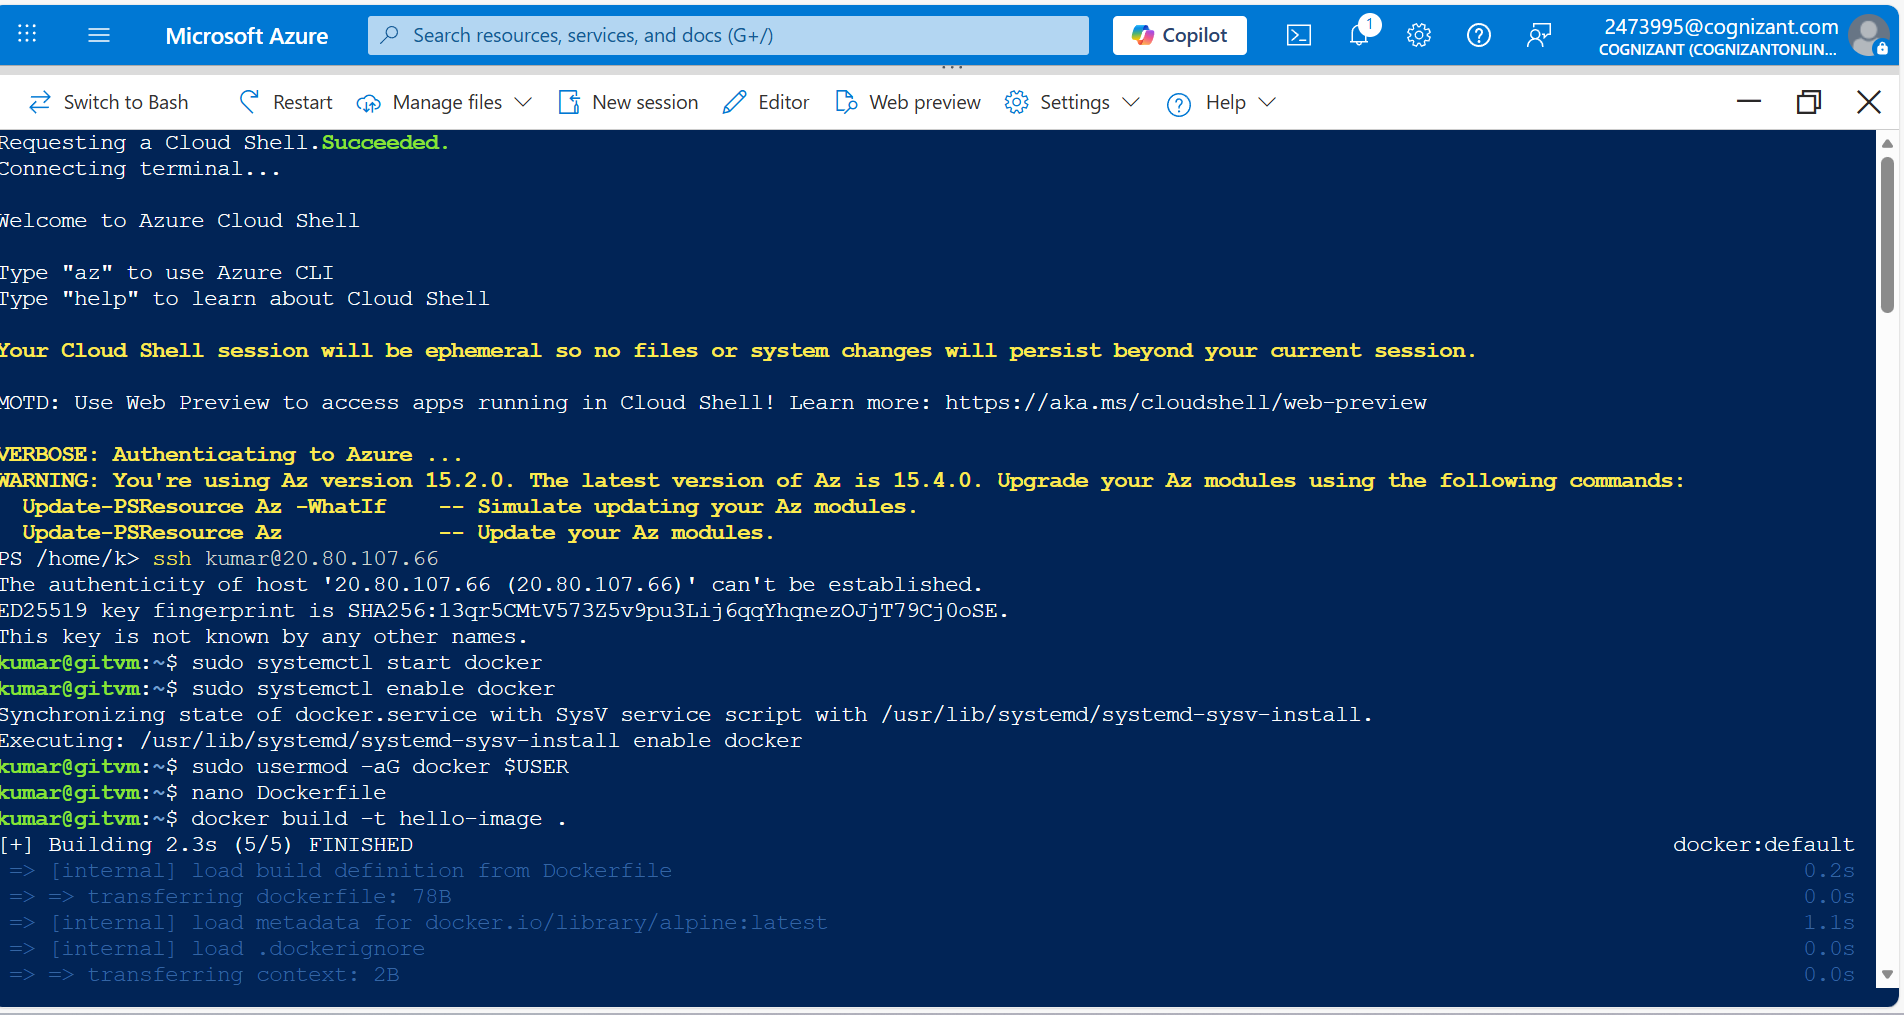 Microsoft Azure
Search resources, services, and docs (G+/)
Copilot
1
2473995@cognizant.com
COGNIZANT (COGNIZANTONLIN...
Switch to Bash
Restart
Manage files
New session
Editor
Web preview
Settings
Help
Requesting a Cloud Shell.Succeeded.
Connecting terminal...
Welcome to Azure Cloud Shell
Type "az" to use Azure CLI
Type "help" to learn about Cloud Shell
Your Cloud Shell session will be ephemeral so no files or system changes will persist beyond your current session.
MOTD: Use Web Preview to access apps running in Cloud Shell! Learn more: https://aka.ms/cloudshell/web-preview
VERBOSE: Authenticating to Azure ...
WARNING: You're using Az version 15.2.0. The latest version of Az is 15.4.0. Upgrade your Az modules using the following commands:
Update-PSResource Az -WhatIf -- Simulate updating your Az modules.
Update-PSResource Az -- Update your Az modules.
PS /home/k> ssh kumar@20.80.107.66
The authenticity of host '20.80.107.66 (20.80.107.66)' can't be established.
ED25519 key fingerprint is SHA256:13qr5CMtV573Z5v9pu3Lij6qqYhqnezOJjT79Cj0oSE.
This key is not known by any other names.
kumar@gitvm:~$ sudo systemctl start docker
kumar@gitvm:~$ sudo systemctl enable docker
Synchronizing state of docker.service with SysV service script with /usr/lib/systemd/systemd-sysv-install.
Executing: /usr/lib/systemd/systemd-sysv-install enable docker
kumar@gitvm:~$ sudo usermod -aG docker $USER
kumar@gitvm:~$ nano Dockerfile
kumar@gitvm:~$ docker build -t hello-image .
[+] Building 2.3s (5/5) FINISHED docker:default
=> [internal] load build definition from Dockerfile 0.2s
=> => transferring dockerfile: 78B 0.0s
=> [internal] load metadata for docker.io/library/alpine:latest 1.1s
=> [internal] load .dockerignore 0.0s
=> => transferring context: 2B 0.0s